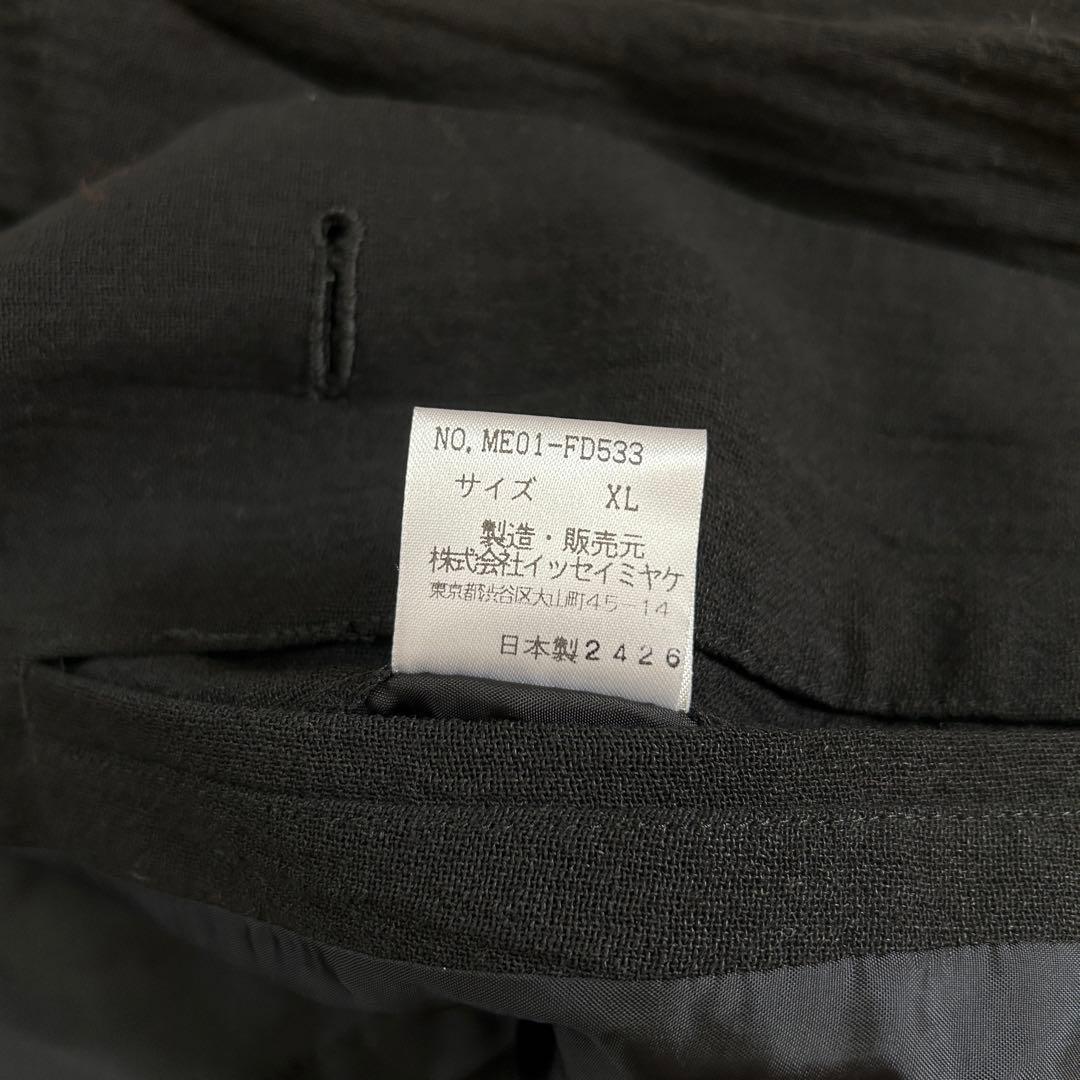 NO. ME01-FD533
サイズ XL
製造・販売元
株式会社イッセイミヤケ
東京都渋谷区大山町45-14
日本製2426